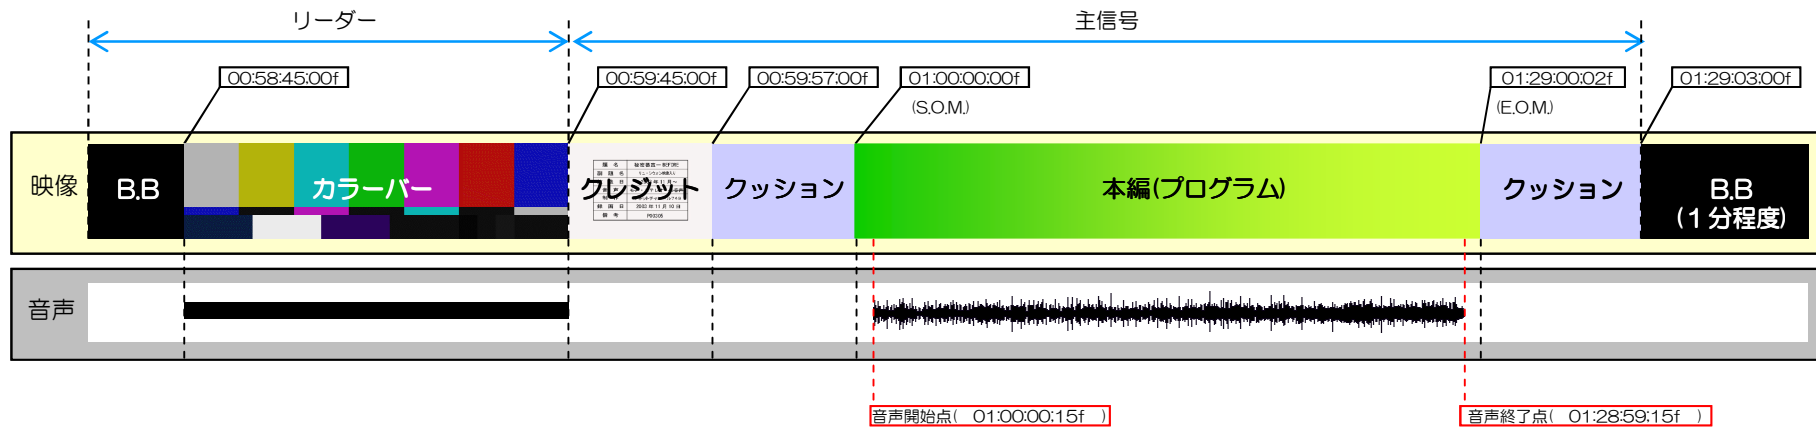 リーダー
主信号
00:58:45:00f
00:59:45:00f
00:59:57:00f
01:00:00:00f
01:29:00:02f
01:29:03:00f
(S.O.M.)
(E.O.M.)
映像
B.B
カラーバー
クレジット
クッション
本編(プログラム)
クッション
B.B
(1分程度)
音声
音声開始点( 01:00:00:15f )
音声終了点( 01:28:59:15f )